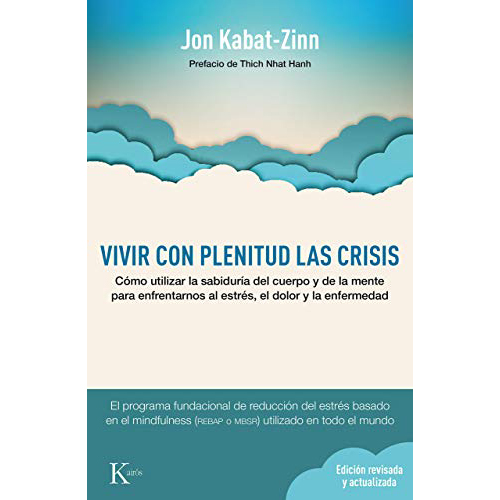 Jon Kabat-Zinn
Prefacio de Thich Nhat Hanh
VIVIR CON PLENITUD LAS CRISIS
Cómo utilizar la sabiduría del cuerpo y de la mente
para enfrentarnos al estrés, el dolor y la enfermedad
El programa fundacional de reducción del estrés basado
en el mindfulness (REBAP O MBSR) utilizado en todo el mundo
Kairós
Edición revisada
y actualizada